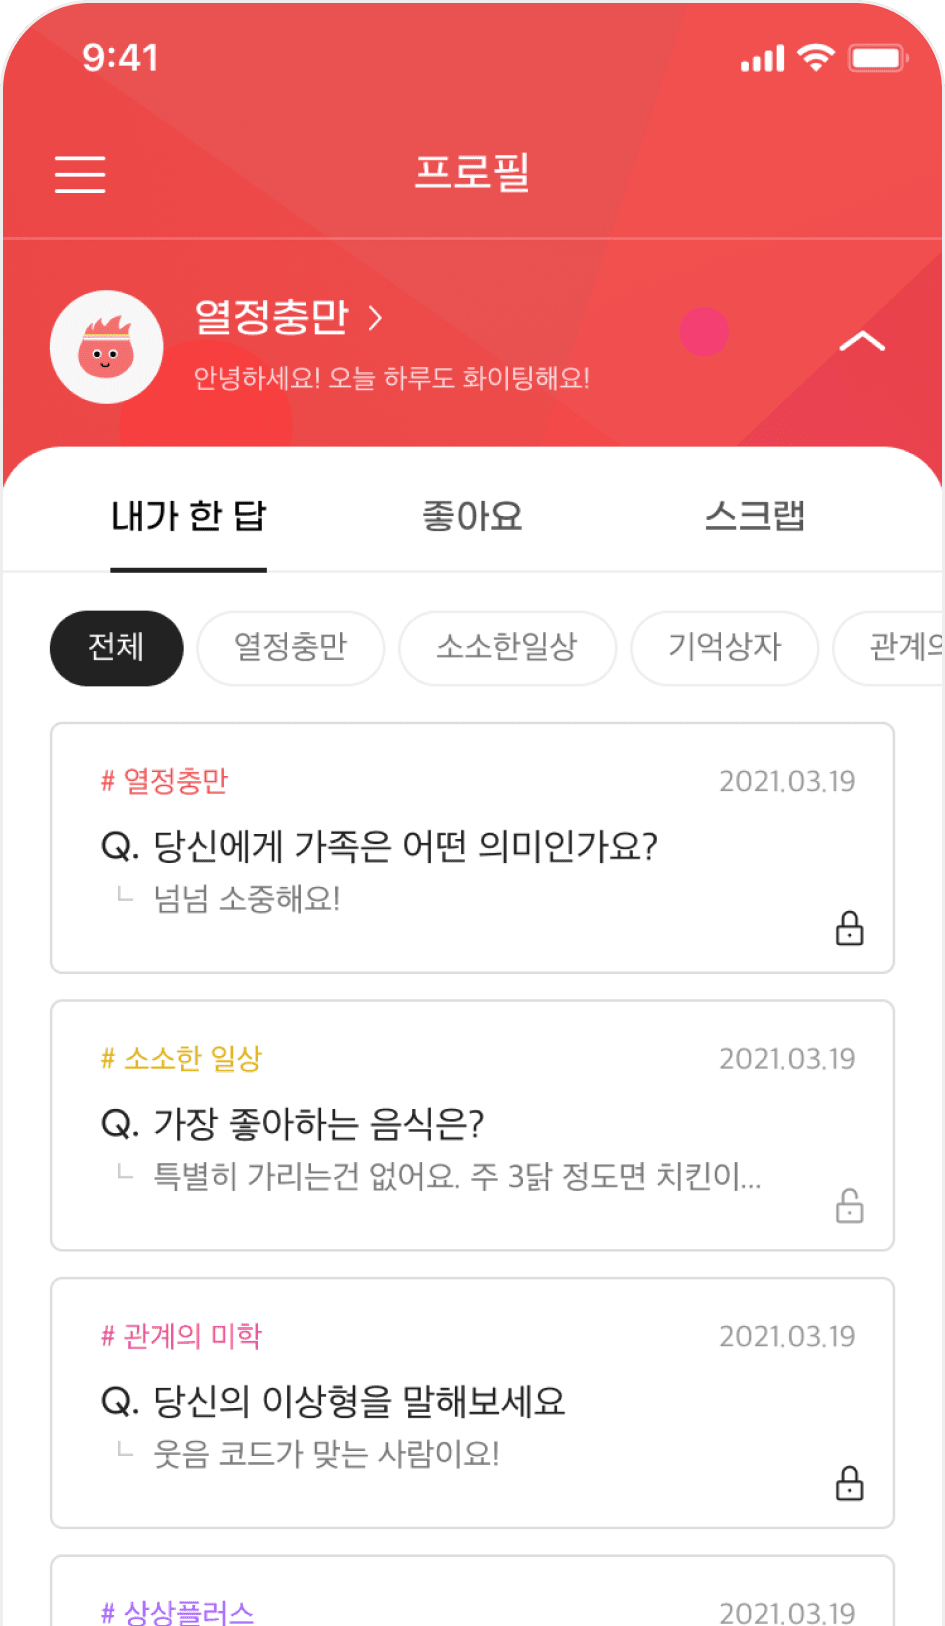 9:41
프로필
열정충만
안녕하세요! 오늘 하루도 화이팅해요!
내가 한 답 좋아요 스크랩
전체 열정충만 소소한일상 기억상자 관계의
# 열정충만 2021.03.19
Q. 당신에게 가족은 어떤 의미인가요?
넘넘 소중해요!
# 소소한 일상 2021.03.19
Q. 가장 좋아하는 음식은?
특별히 가리는건 없어요. 주 3닭 정도면 치킨이...
# 관계의 미학 2021.03.19
Q. 당신의 이상형을 말해보세요
웃음 코드가 맞는 사람이요!
# 상상플러스 2021.03.19